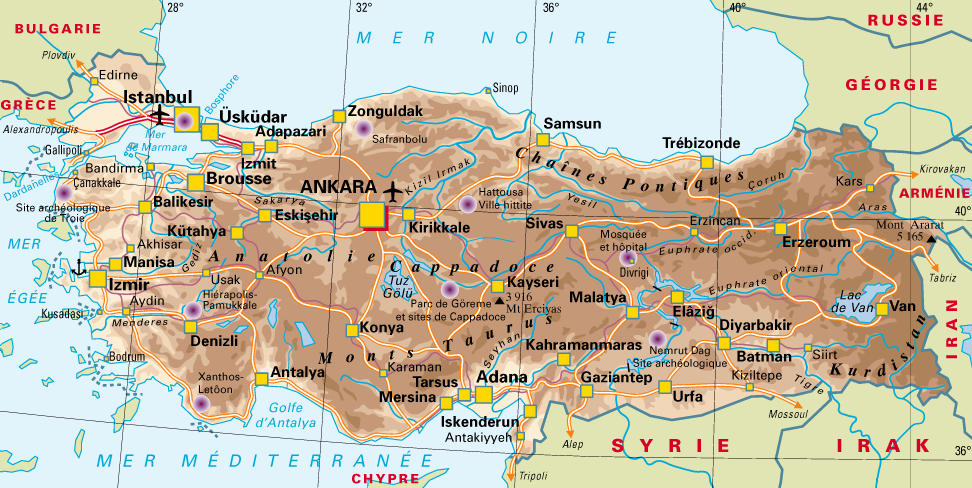 28°
32°
36°
40°
44°
BULGARIE
RUSSIE
MER NOIRE
Plovdiv
Edirne
Sinop
GÉORGIE
Istanbul
Bosphore
GRÈCE
Üsküdar
Zonguldak
Alexandropoulis
Adapazari
Safranbolu
Samsun
Mer
de Marmara
Gallipoli
Izmit
Trébizonde
Chaînes Pontiques
Bandirma
Brousse
ANKARA
Kizil Irmak
Çoruh
Kirovakan
Dardanelles
Çanakkale
Kars
ARMÉNIE
Hattousa
Ville hittite
Yesil
Site archéologique
de Troie
Balikesir
Sakarya
Eskişehir
Aras
40°
Kirikkale
Sivas
Erzincan
Mont Ararat
5 165
Kütahya
Mosquée
et hôpital
Erzeroum
MER
ÉGÉE
Akhisar
Gediz
Anatolie
Euphrate occid.
Manisa
Cappadoce
Divrigi
Tabriz
Izmir
Usak
Afyon
Tuz
Gölü
Kayseri
Euphrate oriental
Aydin
Hiérapolis-
Pamukkale
Parc de Göreme
et sites de Cappadoce
3 916
Mt Erciyas
Malatya
Elâziğ
Lac
de Van
Van
Kusadasi
Menderes
Konya
Diyarbakir
Denizli
Monts Taurus
Seyhan
Kahramanmaras
Nemrut Dag
Site archéologique
Batman
Siirt
IRAN
Bodrum
Karaman
Kurdistan
Xanthos-
Letôon
Antalya
Tarsus
Adana
Gaziantep
Kiziltepe
Mersina
Urfa
Tigre
Golfe
d'Antalya
Iskenderun
Mossoul
Antakiyyeh
Alep
SYRIE
IRAK
36°
MER MÉDITERRANÉE
CHYPRE
Tripoli